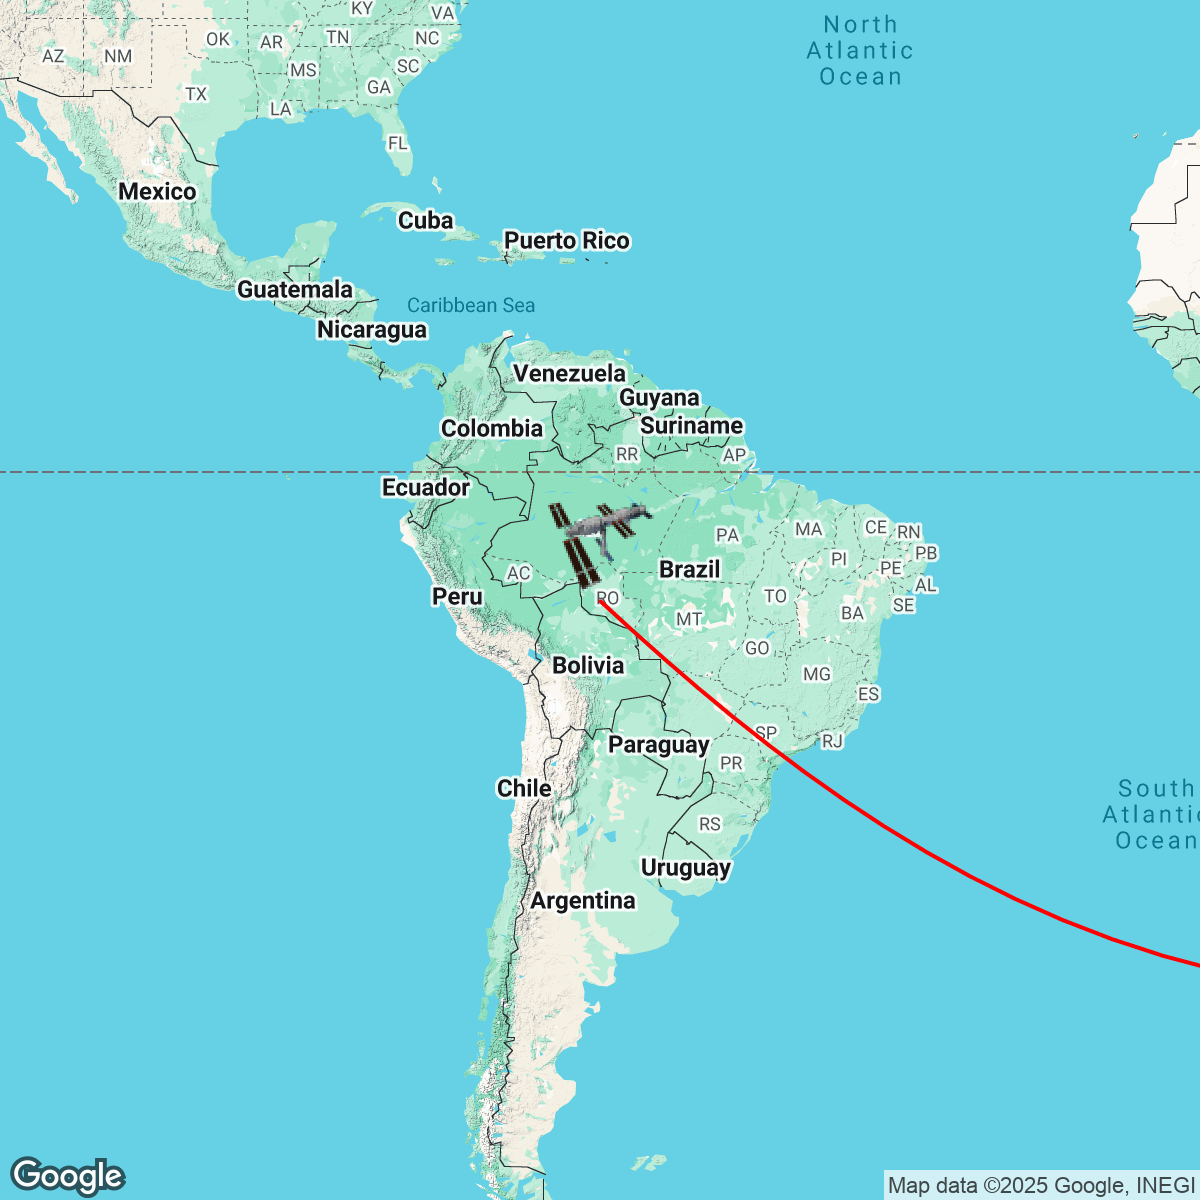 KY
VA
North
Atlantic
Ocean
OK
AR
TN
NC
AZ
NM
MS
SC
GA
TX
LA
FL
Mexico
Cuba
Puerto Rico
Guatemala
Caribbean Sea
Nicaragua
Venezuela
Guyana
Colombia
Suriname
RR
AP
Ecuador
PA
MA
CE
RN
PB
PI
PE
AL
AC
Brazil
Peru
RO
TO
SE
BA
MT
GO
Bolivia
MG
ES
SP
RJ
Paraguay
PR
Chile
South
Atlantic
Ocean
RS
Uruguay
Argentina
Google
Map data ©2025 Google, INEGI